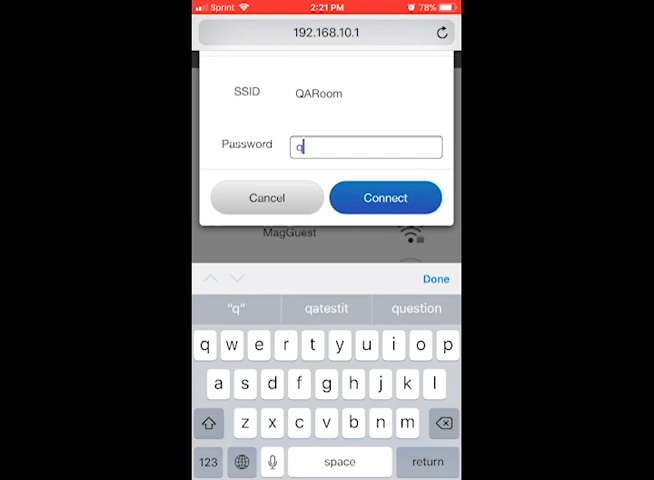 Sprint 2:21 PM 78%
192.168.10.1
SSID QARoom
Password q
Cancel Connect
MagGuest
Done
"q" qatestit question
q w e r t y u i o p
a s d f g h j k l
z x c v b n m
123 space return